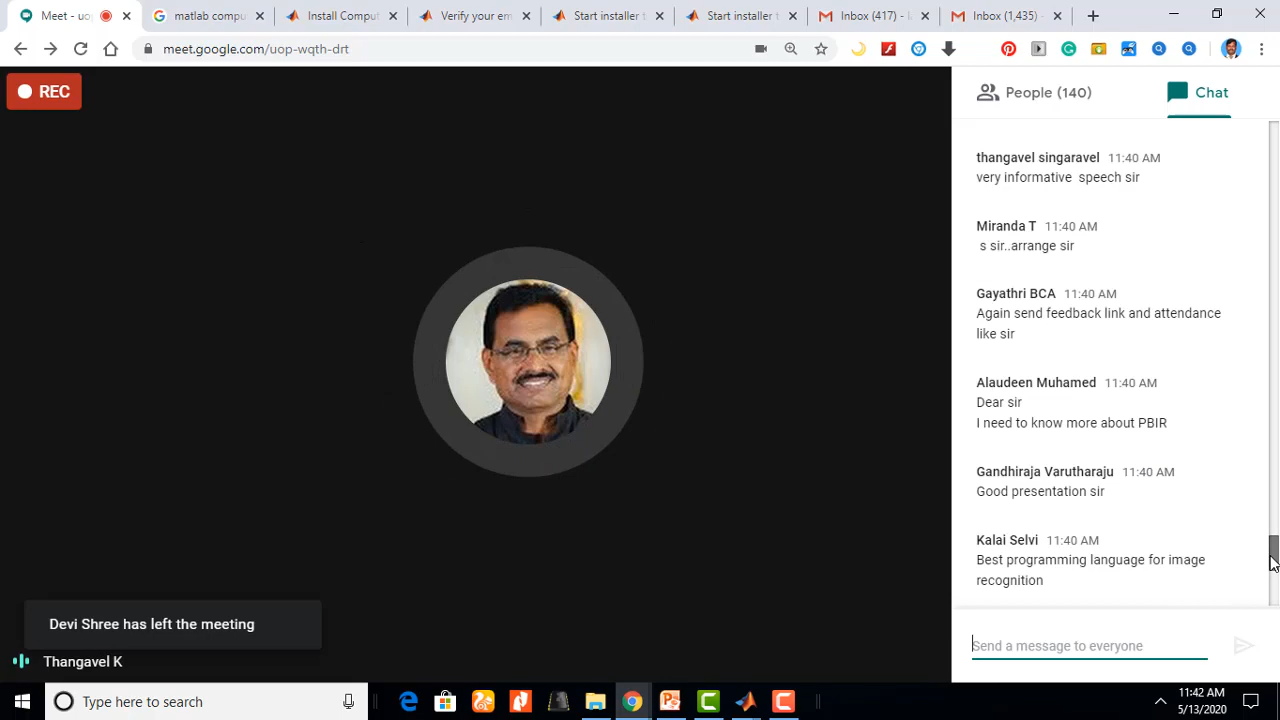 Meet - uop
matlab compu
Install Comput
Verify your em
Start installer t
Start installer t
Inbox (417) - k
Inbox (1,435) -
meet.google.com/uop-wqth-drt
REC
People (140)
Chat
thangavel singaravel 11:40 AM
very informative speech sir
Miranda T 11:40 AM
s sir..arrange sir
Gayathri BCA 11:40 AM
Again send feedback link and attendance
like sir
Alaudeen Muhamed 11:40 AM
Dear sir
I need to know more about PBIR
Gandhiraja Varutharaju 11:40 AM
Good presentation sir
Kalai Selvi 11:40 AM
Best programming language for image
recognition
Devi Shree has left the meeting
Thangavel K
Send a message to everyone
Type here to search
11:42 AM
5/13/2020